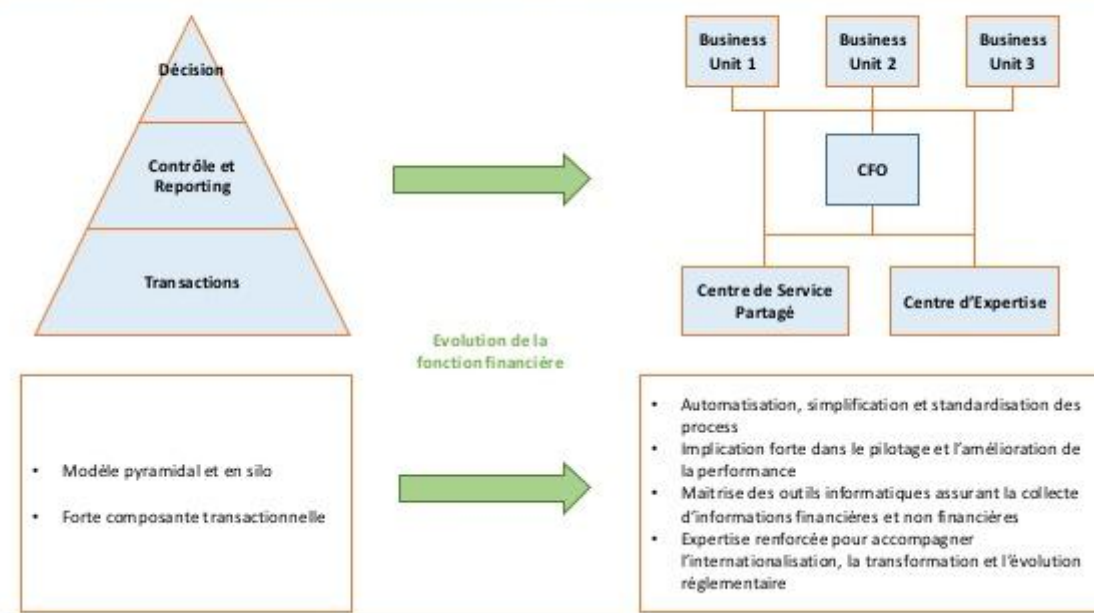 Décision
Contrôle et
Reporting
Transactions
Business
Unit 1
Business
Unit 2
Business
Unit 3
CFO
Centre de Service
Partagé
Centre d'Expertise
Evolution de la
fonction financière
• Modèle pyramidal et en silo
• Forte composante transactionnelle
• Automatisation, simplification et standardisation des
process
• Implication forte dans le pilotage et l'amélioration de
la performance
• Maitrise des outils informatiques assurant la collecte
d'informations financières et non financières
• Expertise renforcée pour accompagner
l'internationalisation, la transformation et l'évolution
réglementaire